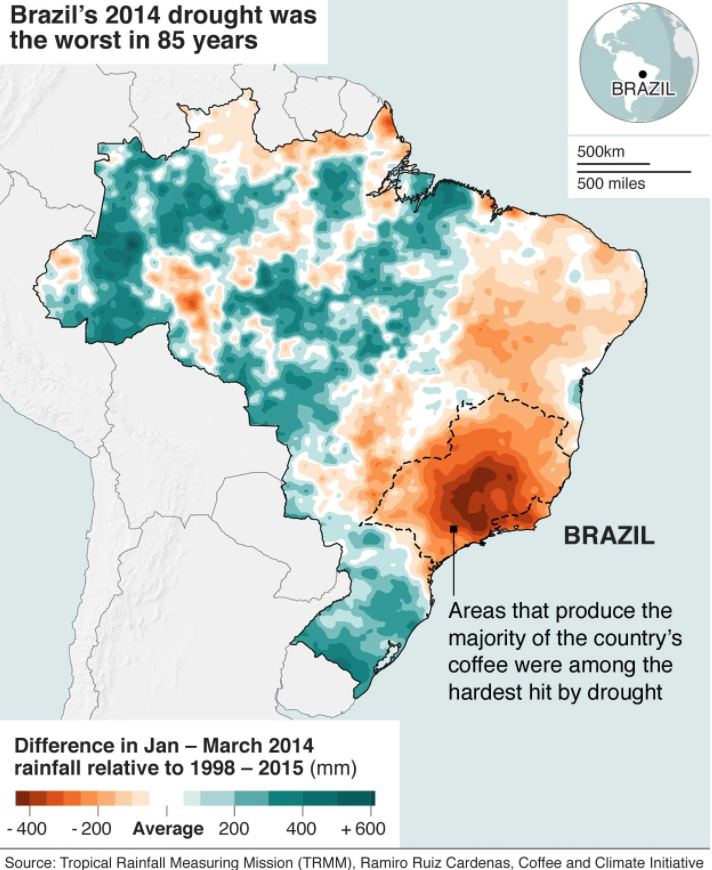 Brazil's 2014 drought was
the worst in 85 years
BRAZIL
500km
500 miles
BRAZIL
Areas that produce the
majority of the country's
coffee were among the
hardest hit by drought
Difference in Jan – March 2014
rainfall relative to 1998 – 2015 (mm)
- 400 - 200 Average 200 400 + 600
Source: Tropical Rainfall Measuring Mission (TRMM), Ramiro Ruiz Cardenas, Coffee and Climate Initiative